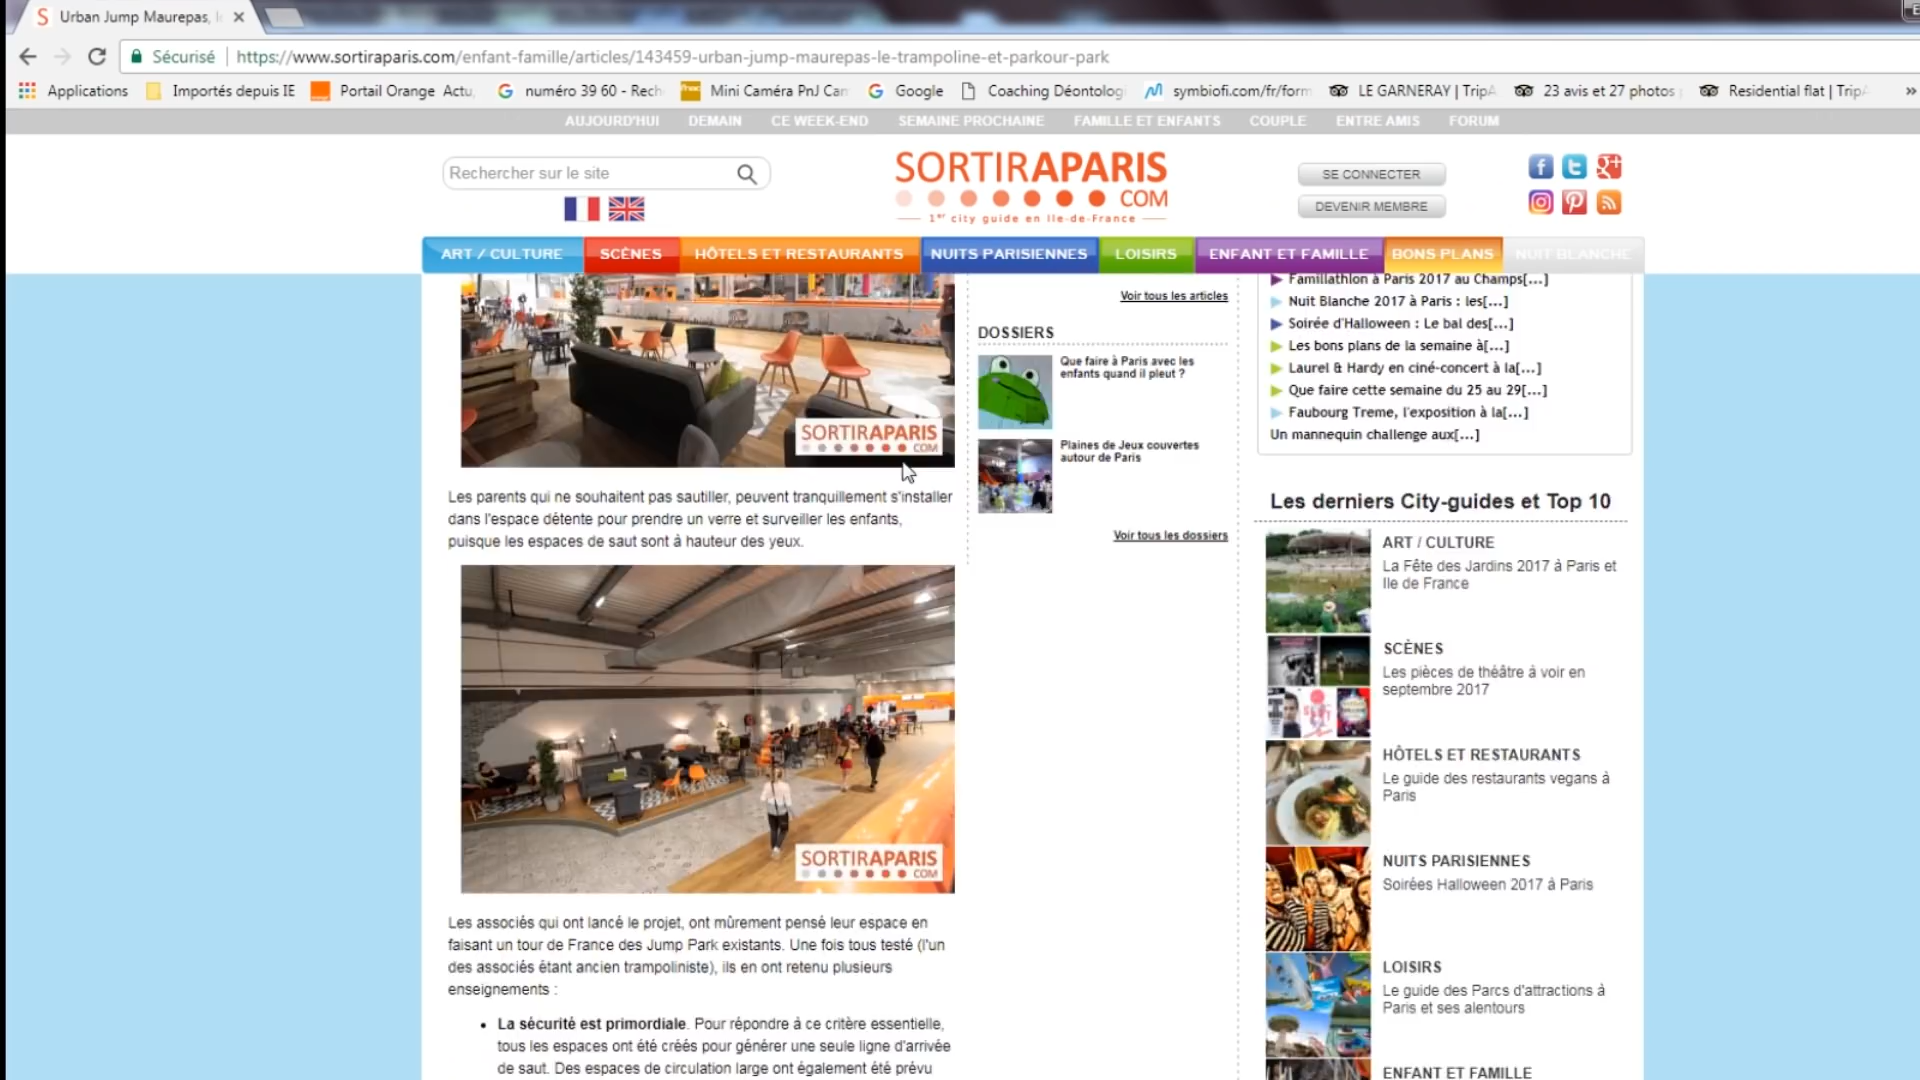 Urban Jump Maurepas,
Sécurisé
https://www.sortiraparis.com/enfant-famille/articles/143459-urban-jump-maurepas-le-trampoline-et-parkour-park
Applications
Importés depuis IE
Portail Orange Actu
numéro 39 60 - Rech
Mini Caméra PnJ Cam
Google
Coaching Déontologi
symbiofi.com/fr/form
LE GARNERAY | TripA
23 avis et 27 photos
Residential flat | Trip
»
AUJOURD'HUI
DEMAIN
CE WEEK-END
SEMAINE PROCHAINE
FAMILLE ET ENFANTS
COUPLE
ENTRE AMIS
FORUM
Rechercher sur le site
SORTIRAPARIS
COM
1er city guide en Ile-de-France
SE CONNECTER
DEVENIR MEMBRE
ART / CULTURE
SCÈNES
HÔTELS ET RESTAURANTS
NUITS PARISIENNES
LOISIRS
ENFANT ET FAMILLE
BONS PLANS
NUIT BLANCHE
SORTIRAPARIS
COM
Les parents qui ne souhaitent pas sautiller, peuvent tranquillement s'installer
dans l'espace détente pour prendre un verre et surveiller les enfants,
puisque les espaces de saut sont à hauteur des yeux.
SORTIRAPARIS
COM
Les associés qui ont lancé le projet, ont mûrement pensé leur espace en
faisant un tour de France des Jump Park existants. Une fois tous testé (l'un
des associés étant ancien trampoliniste), ils en ont retenu plusieurs
enseignements :
• La sécurité est primordiale. Pour répondre à ce critère essentielle,
tous les espaces ont été créés pour générer une seule ligne d'arrivée
de saut. Des espaces de circulation large ont également été prévu
Voir tous les articles
DOSSIERS
Que faire à Paris avec les
enfants quand il pleut ?
Plaines de Jeux couvertes
autour de Paris
Voir tous les dossiers
Famillathlon à Paris 2017 au Champs[...]
Nuit Blanche 2017 à Paris : les[...]
Soirée d'Halloween : Le bal des[...]
Les bons plans de la semaine à[...]
Laurel & Hardy en ciné-concert à la[...]
Que faire cette semaine du 25 au 29[...]
Faubourg Treme, l'exposition à la[...]
Un mannequin challenge aux[...]
Les derniers City-guides et Top 10
ART / CULTURE
La Fête des Jardins 2017 à Paris et
Ile de France
SCÈNES
Les pièces de théâtre à voir en
septembre 2017
HÔTELS ET RESTAURANTS
Le guide des restaurants vegans à
Paris
NUITS PARISIENNES
Soirées Halloween 2017 à Paris
LOISIRS
Le guide des Parcs d'attractions à
Paris et ses alentours
ENFANT ET FAMILLE